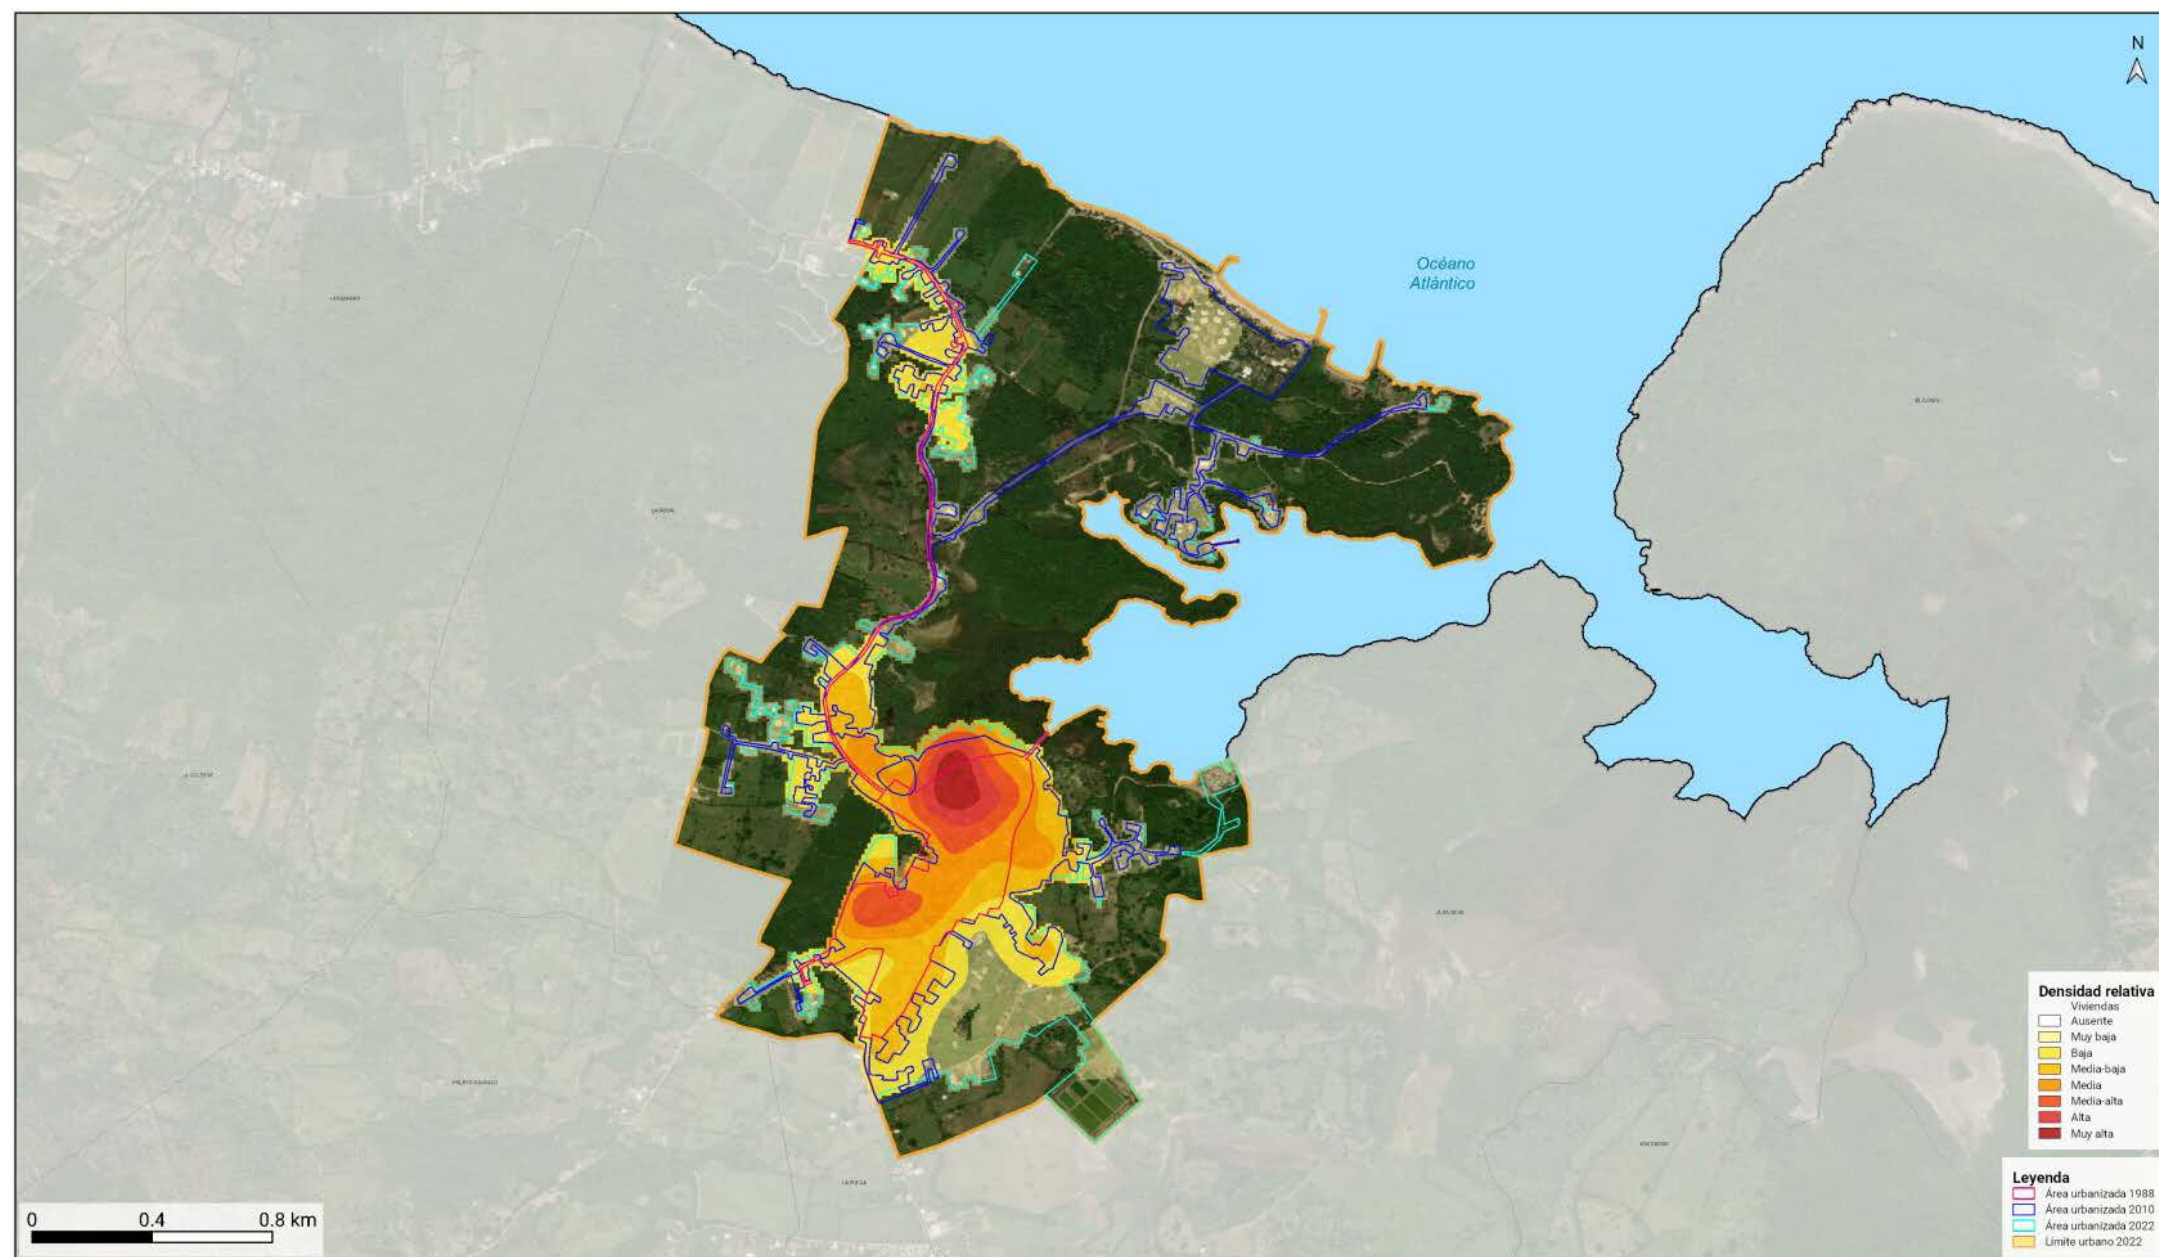 N
Océano
Atlántico
Densidad relativa
Viviendas
Ausente
Muy baja
Baja
Media-baja
Media
Media-alta
Alta
Muy alta
Leyenda
Área urbanizada 1988
Área urbanizada 2010
Área urbanizada 2022
Límite urbano 2022
0 0.4 0.8 km